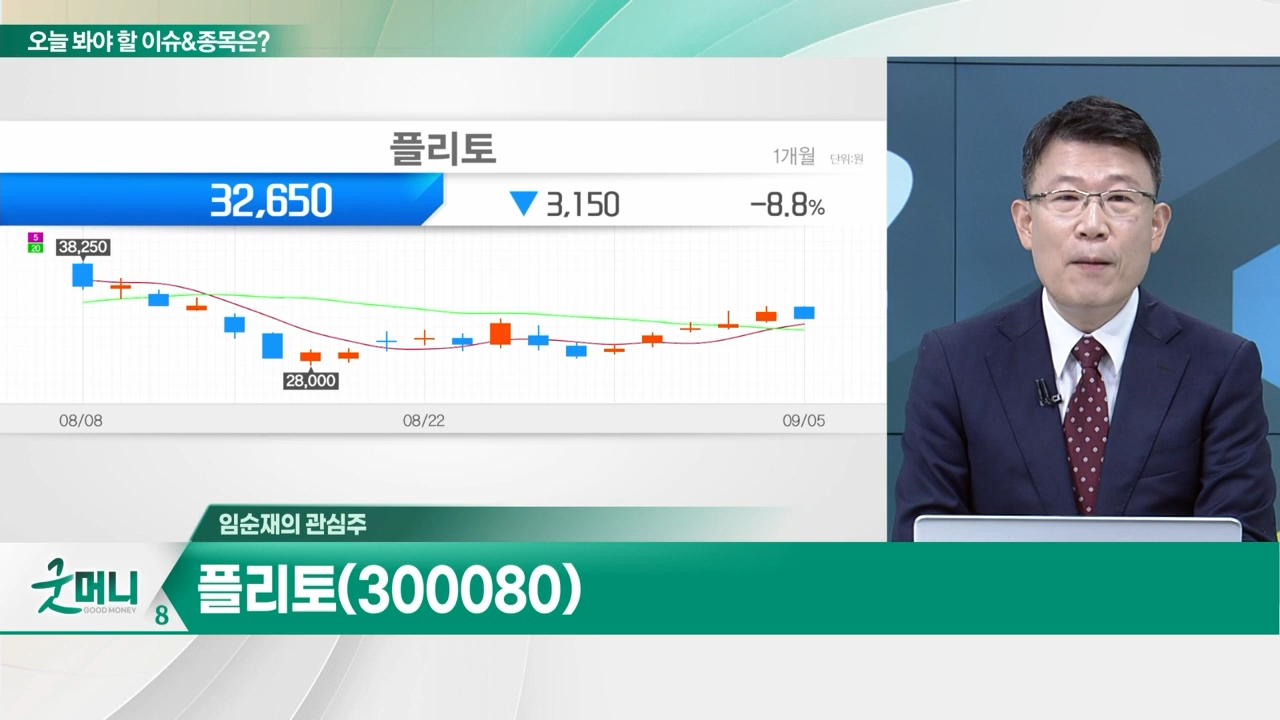 오늘 봐야 할 이슈&종목은?
플리토
1개월 단위:원
32,650 ▼ 3,150 -8.8%
5
20
38,250
28,000
08/08 08/22 09/05
임순재의 관심주
굿머니
GOOD MONEY
8
플리토(300080)